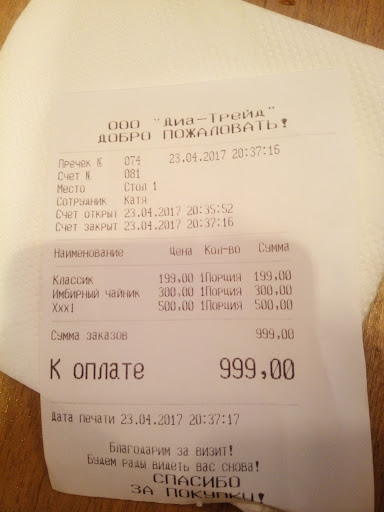 ООО "Диа-Трейд"
ДОБРО ПОЖАЛОВАТЬ!
Пречек № 074 23.04.2017 20:37:16
Счет № 081
Место Стол 1
Сотрудник Катя
Счет открыт 23.04.2017 20:35:52
Счет закрыт 23.04.2017 20:37:16
Наименование Цена Кол-во Сумма
Классик 199,00 1Порция 199,00
Имбирный чайник 300,00 1Порция 300,00
Xxxl 500,00 1Порция 500,00
Сумма заказов 999,00
К оплате 999,00
Дата печати 23.04.2017 20:37:17
Благодарим за визит!
Будем рады видеть вас снова!
СПАСИБО
ЗА ПОКУПКУ!